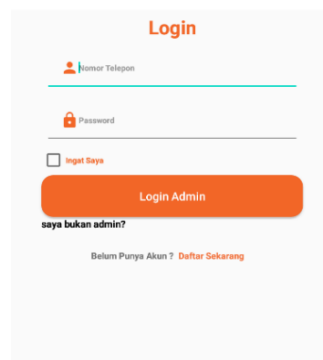 Login
Nomor Telepon
Password
Ingat Saya
Login Admin
saya bukan admin?
Belum Punya Akun ? Daftar Sekarang